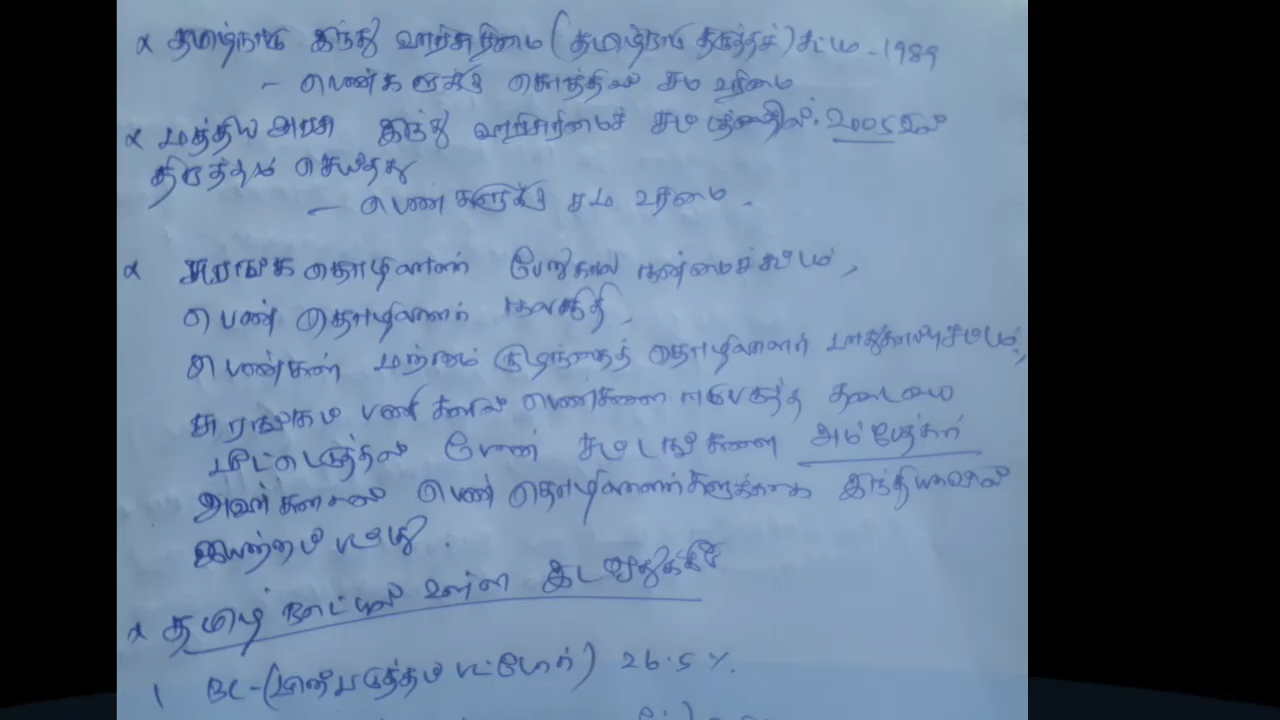 * தமிழ்நாடு இந்து வாரிசுரிமை (தமிழ்நாடு திருத்தச்) சட்டம் - 1989
- பெண்களுக்கு சொத்தில் சம உரிமை
* மத்திய அரசு இந்து வாரிசுரிமைச் சட்டத்தில் 2005 இல்
திருத்தம் செய்தது
- பெண்களுக்கு சம உரிமை.
* சுரங்க தொழிலாளர் பேறுகால நன்மைச்சட்டம்,
பெண் தொழிலாளர் நலநிதி,
பெண்கள் மற்றும் குழந்தைத் தொழிலாளர் பாதுகாப்புச்சட்டம்,
சுரங்கம் பணிகளில் பெண்களை ஈடுபடுத்த தடையை
மீட்டெடுத்தல் போன்ற சட்டங்களை அம்பேத்கர்
அவர்களால் பெண் தொழிலாளர்களுக்காக இந்தியாவில்
இயற்றப்பட்டது.
* தமிழ் நாட்டில் உள்ள இடஒதுக்கீடு
1 BC-(பிற்படுத்தப்பட்டோர்) 26.5 %.